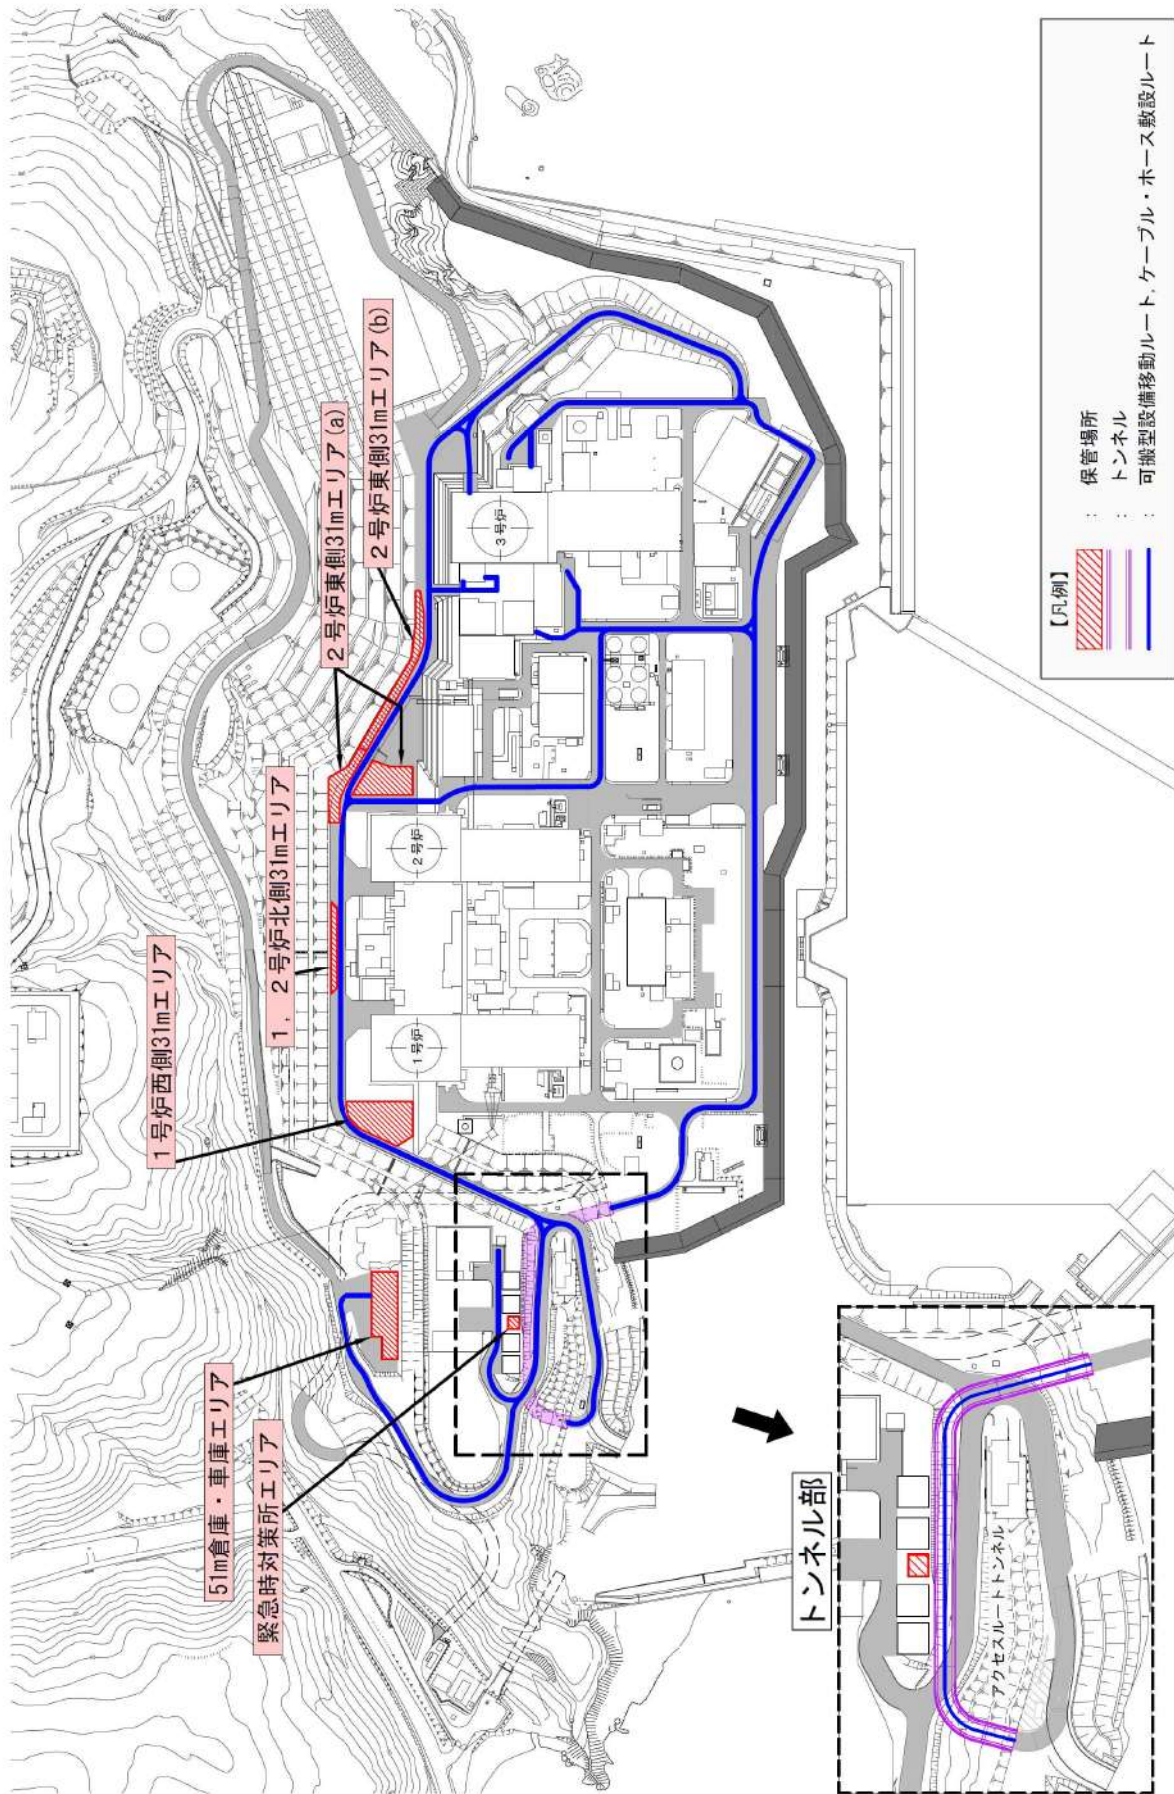 51m倉庫・車庫エリア
緊急時対策所エリア
1号炉西側31mエリア
1,2号炉北側31mエリア
2号炉東側31mエリア(a)
2号炉東側31mエリア(b)
1号炉
2号炉
3号炉
トンネル部
アクセスルートトンネル
【凡例】
: 保管場所
: トンネル
: 可搬型設備移動ルート,ケーブル・ホース敷設ルート